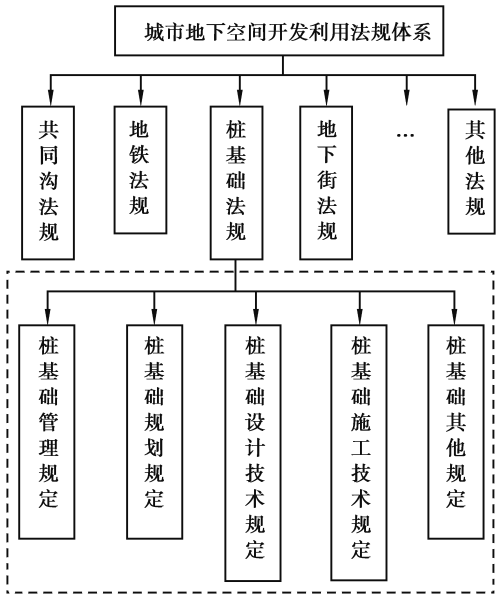 城市地下空间开发利用法规体系
共同沟法规
地铁法规
桩基础法规
地下街法规
...
其他法规
桩基础管理规定
桩基础规划规定
桩基础设计技术规定
桩基础施工技术规定
桩基础其他规定